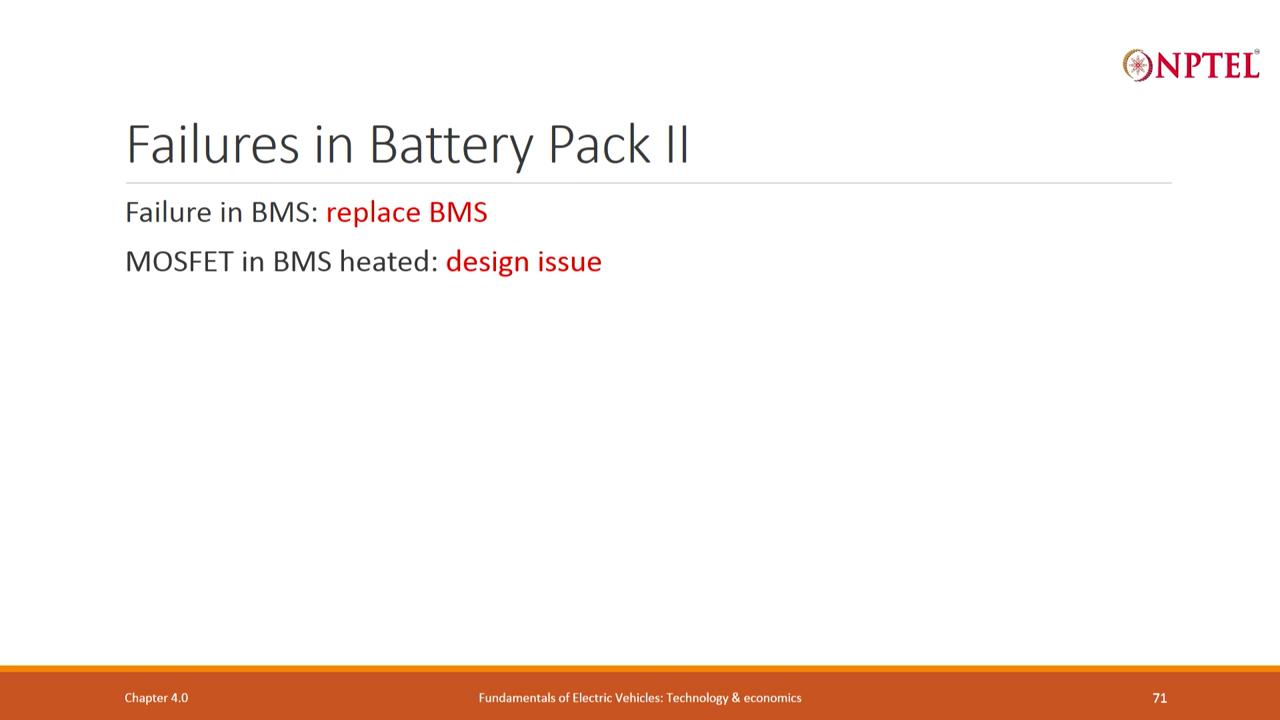 NPTEL
Failures in Battery Pack II
Failure in BMS: replace BMS
MOSFET in BMS heated: design issue
Chapter 4.0
Fundamentals of Electric Vehicles: Technology & economics
71